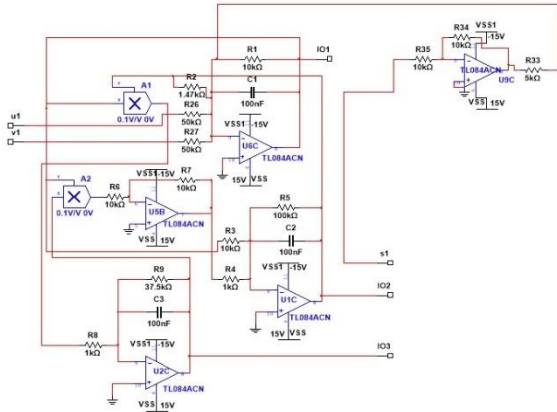 R34
VSS1
-15V
10kΩ
R35
10kΩ
U9C
R33
5kΩ
TL084ACN
VSS
15V
R1
10kΩ
IO1
A1
R2
1.47kΩ
C1
100nF
0.1V/V 0V
R26
50kΩ
u1
v1
R27
50kΩ
VSS1
-15V
U6C
TL084ACN
15V
VSS
A2
0.1V/V 0V
R6
10kΩ
VSS1
-15V
R7
10kΩ
U5B
TL084ACN
VSS
15V
R5
100kΩ
R3
10kΩ
C2
100nF
R4
1kΩ
VSS1
-15V
U1C
TL084ACN
VSS
15V
s1
IO2
R9
37.5kΩ
C3
100nF
R8
1kΩ
VSS1
-15V
U2C
TL084ACN
VSS
15V
IO3